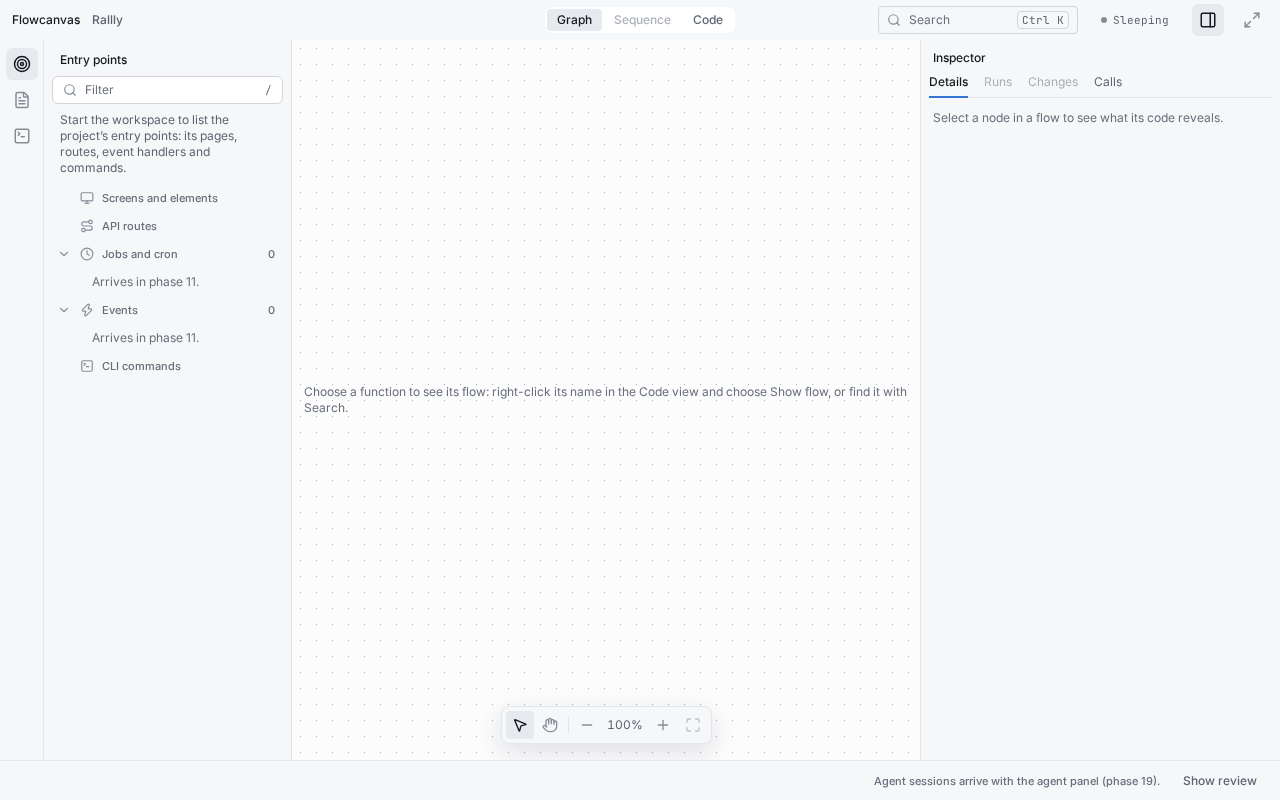 Flowcanvas Rallly
Graph Sequence Code
Search Ctrl K
Sleeping
Entry points
Filter /
Start the workspace to list the
project's entry points: its pages,
routes, event handlers and
commands.
Screens and elements
API routes
Jobs and cron 0
Arrives in phase 11.
Events 0
Arrives in phase 11.
CLI commands
Choose a function to see its flow: right-click its name in the Code view and choose Show flow, or find it with
Search.
100%
Inspector
Details Runs Changes Calls
Select a node in a flow to see what its code reveals.
Agent sessions arrive with the agent panel (phase 19). Show review